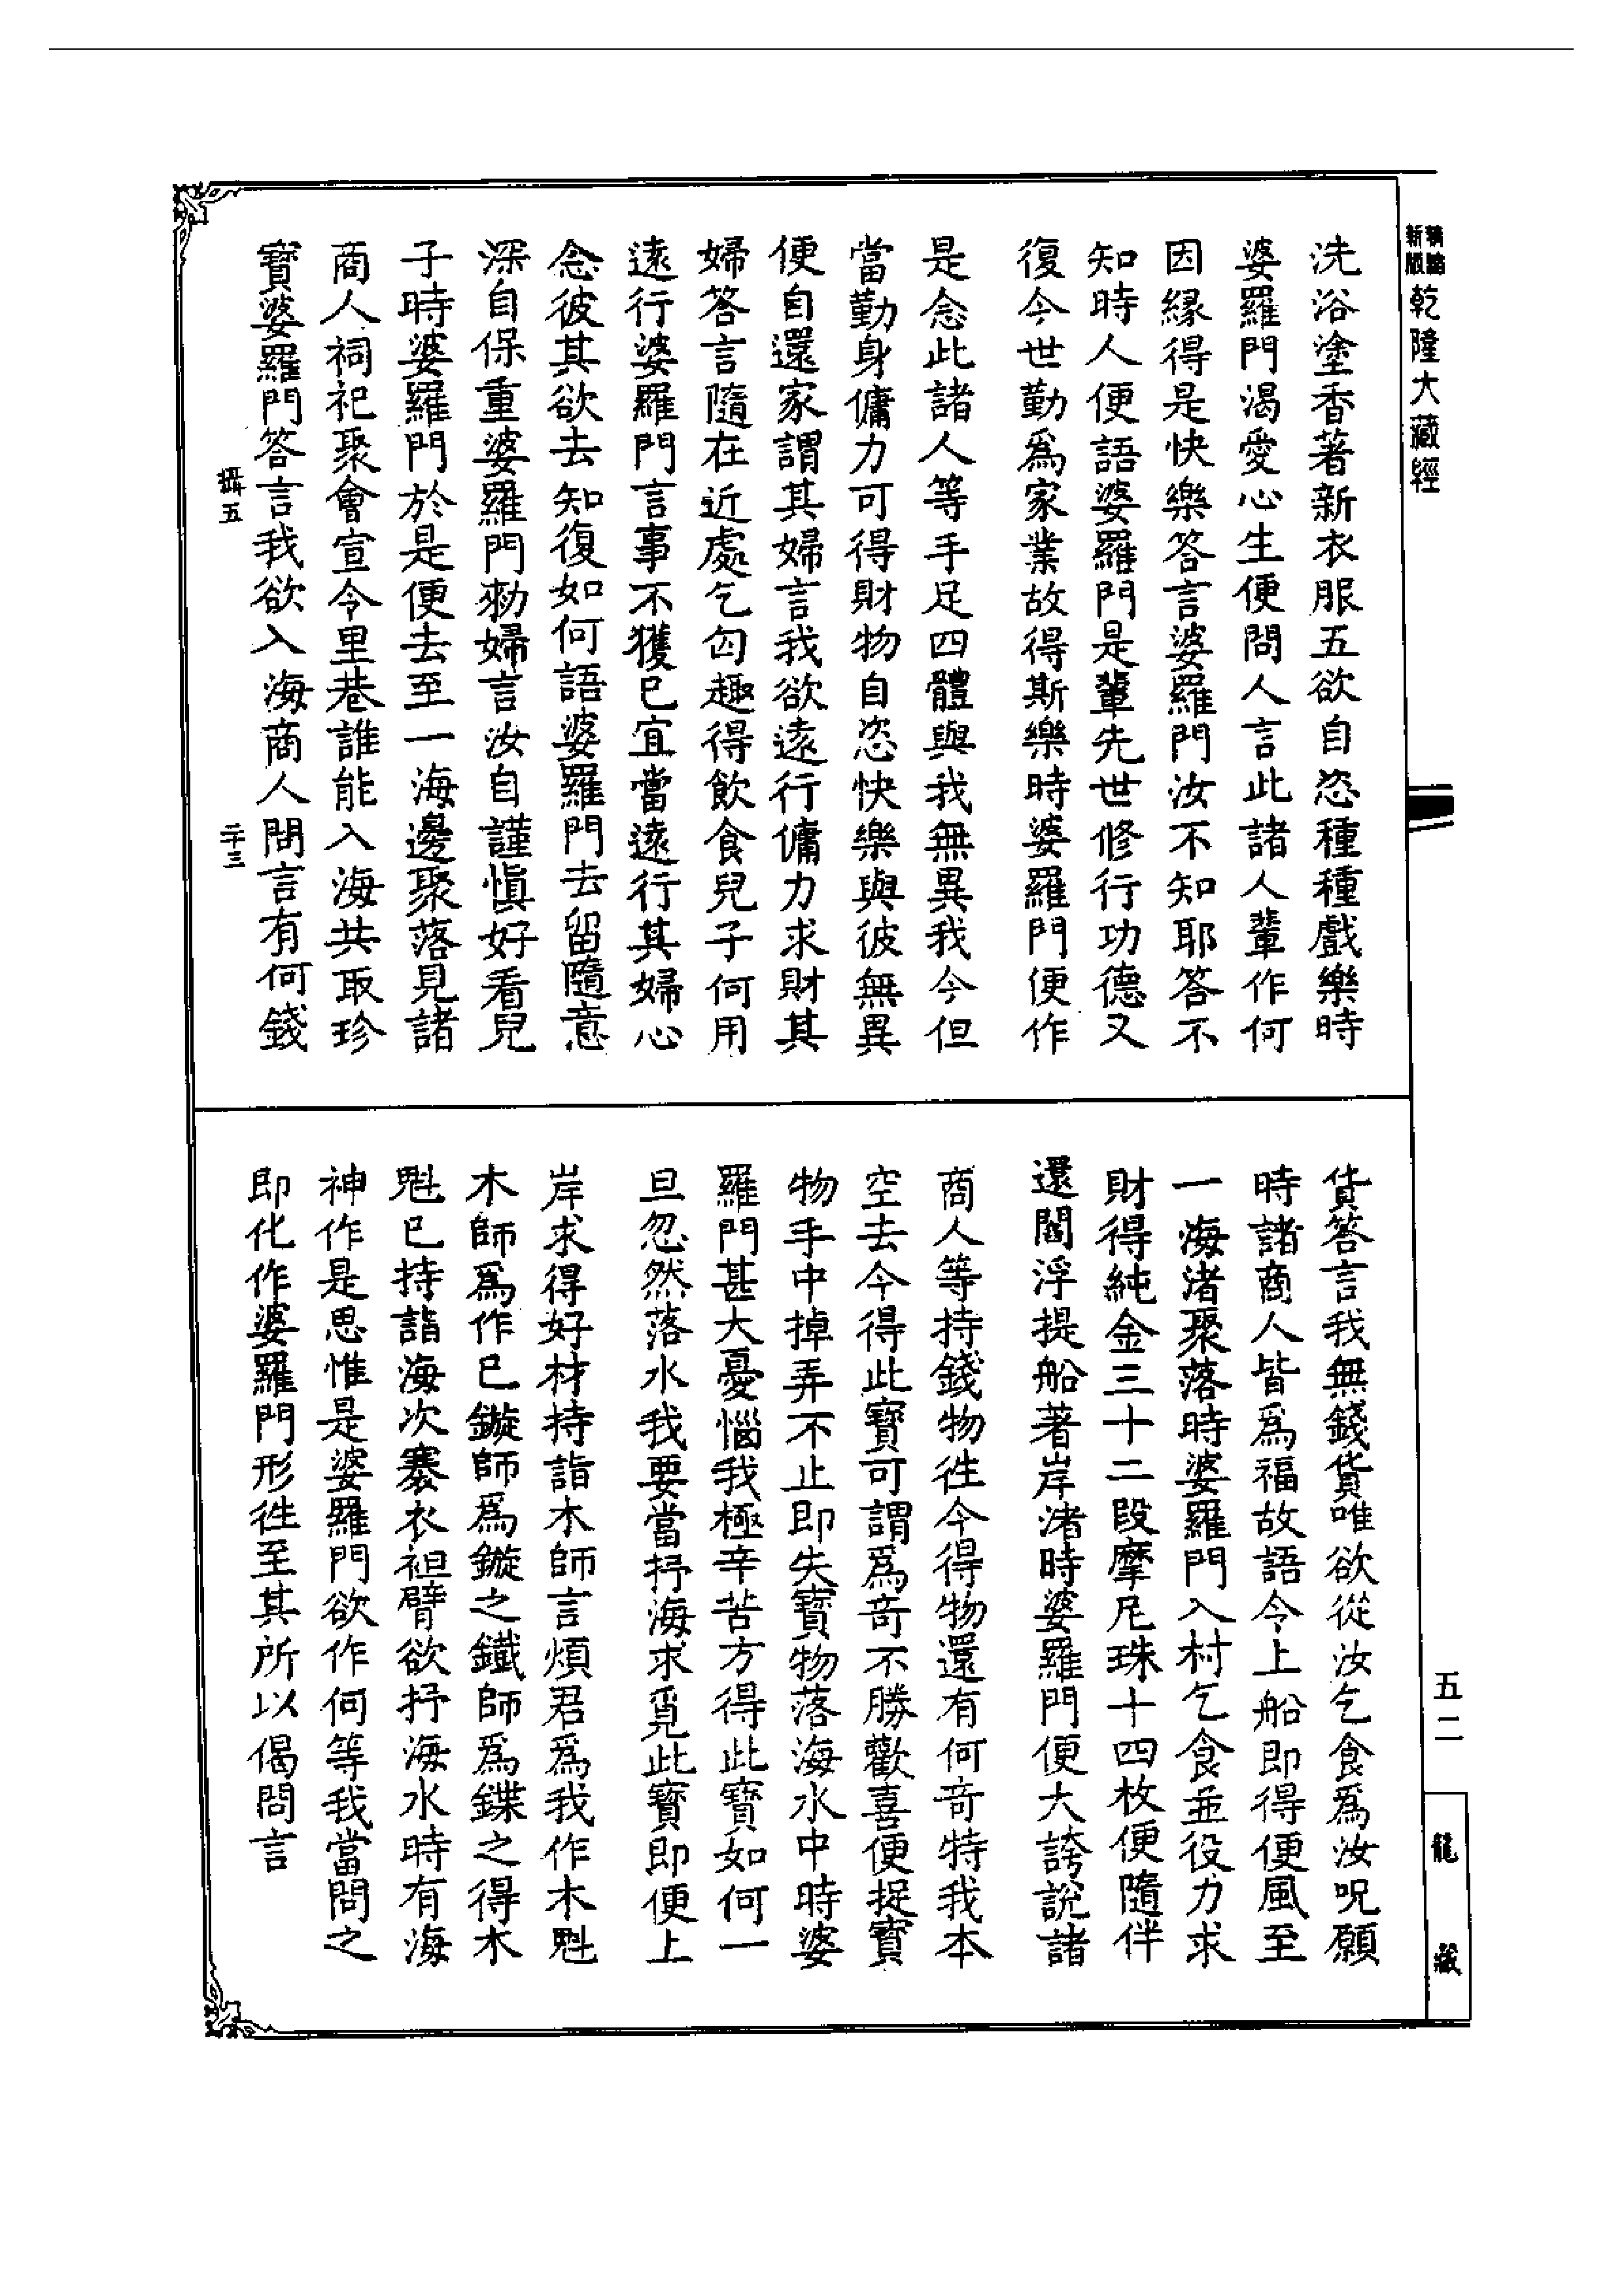 新版精縮乾隆大藏經
洗浴塗香著新衣服五欲自恣種種戲樂時
婆羅門渴愛心生便問人言此諸人輩作何
因緣得是快樂答言婆羅門汝不知耶答不
知時人便語婆羅門是輩先世修行功德又
復今世勤爲家業故得斯樂時婆羅門便作
是念此諸人等手足四體與我無異我今但
當勤身傭力可得財物自恣快樂與彼無異
便自還家謂其婦言我欲遠行傭力求財其
婦答言隨在近處乞匃趣得飲食兒子何用
遠行婆羅門言事不獲已宜當遠行其婦心
念彼其欲去知復如何語婆羅門去留隨意
深自保重婆羅門勑婦言汝自謹慎好看兒
子時婆羅門於是便去至一海邊聚落見諸
商人祠祀聚會宣令里巷誰能入海共取珍
寶婆羅門答言我欲入海商人問言有何錢
攝五
二十三
貨答言我無錢貨唯欲從汝乞食爲汝呪願
時諸商人皆爲福故語令上船即得便風至
一海渚聚落時婆羅門入村乞食並役力求
財得純金三十二段摩尼珠十四枚便隨伴
還閻浮提船著岸渚時婆羅門便大誇說諸
商人等持錢物徃今得物還有何奇特我本
空去今得此寶可謂爲奇不勝歡喜便捉寶
物手中掉弄不止即失寶物落海水中時婆
羅門甚大憂惱我極辛苦方得此寶如何一
旦忽然落水我要當抒海求覓此寶即便上
岸求得好材持詣木師言煩君爲我作木魁
木師爲作已鏇師爲鏇之鐵師爲鍱之得木
魁已持詣海次褰衣袒臂欲抒海水時有海
神作是思惟是婆羅門欲作何等我當問之
即化作婆羅門形徃至其所以偈問言
五二
龍藏